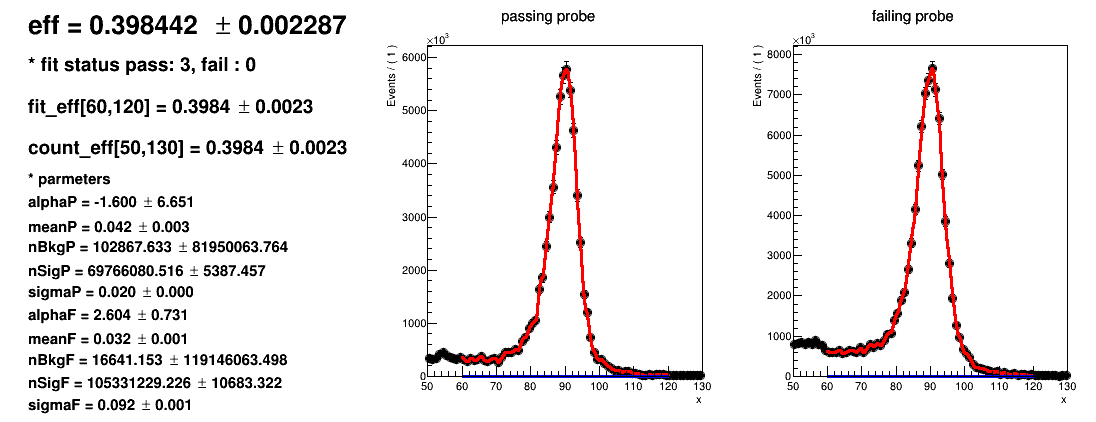 eff = 0.398442 ± 0.002287
* fit status pass: 3, fail : 0
fit_eff[60,120] = 0.3984 ± 0.0023
count_eff[50,130] = 0.3984 ± 0.0023
* parmeters
alphaP = -1.600 ± 6.651
meanP = 0.042 ± 0.003
nBkgP = 102867.633 ± 81950063.764
nSigP = 69766080.516 ± 5387.457
sigmaP = 0.020 ± 0.000
alphaF = 2.604 ± 0.731
meanF = 0.032 ± 0.001
nBkgF = 16641.153 ± 119146063.498
nSigF = 105331229.226 ± 10683.322
sigmaF = 0.092 ± 0.001
passing probe
×10³
Events / ( 1 )
6000
5000
4000
3000
2000
1000
0
50 60 70 80 90 100 110 120 130
x
failing probe
×10³
Events / ( 1 )
8000
7000
6000
5000
4000
3000
2000
1000
0
50 60 70 80 90 100 110 120 130
x